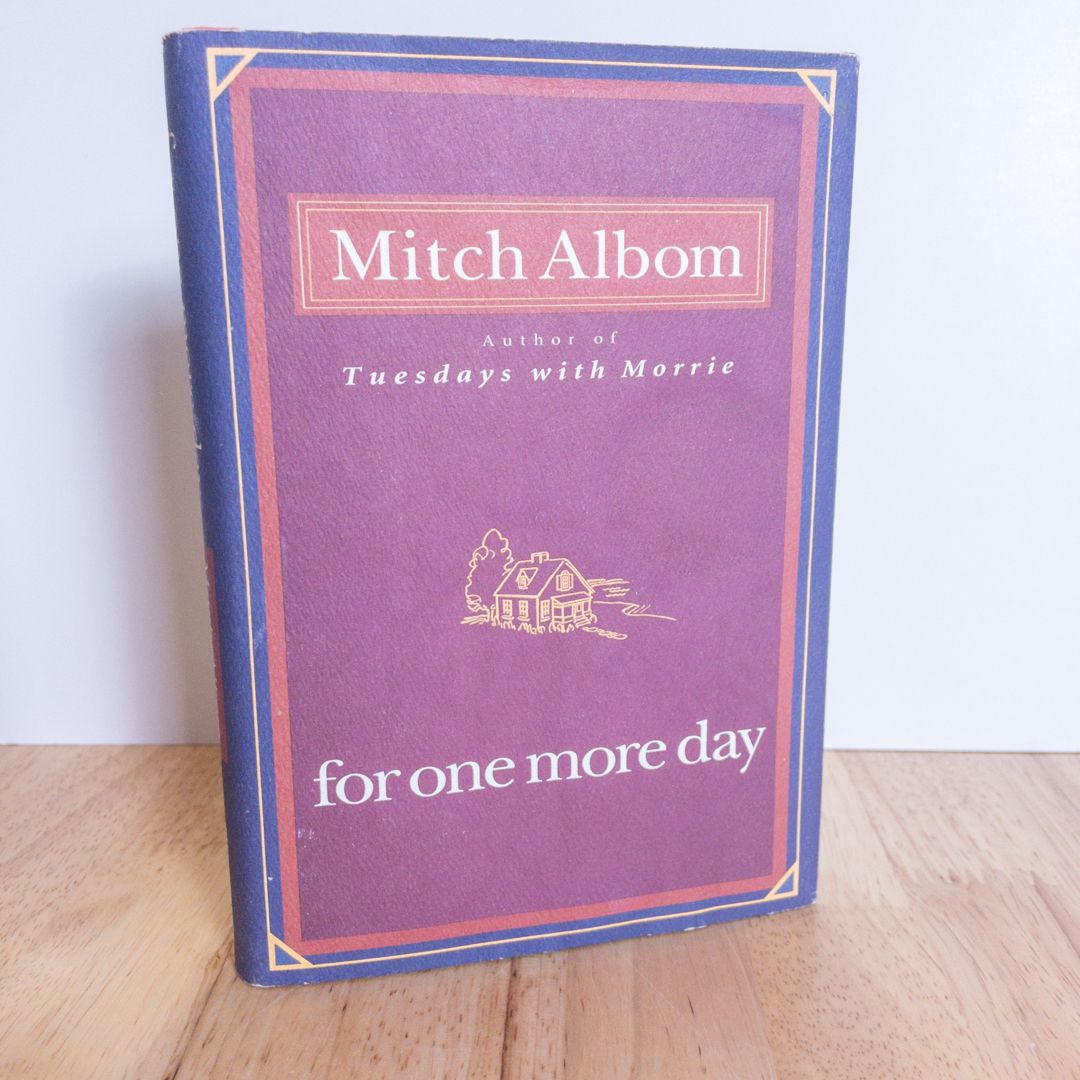 Mitch Albom
Author of
Tuesdays with Morrie
for one more day